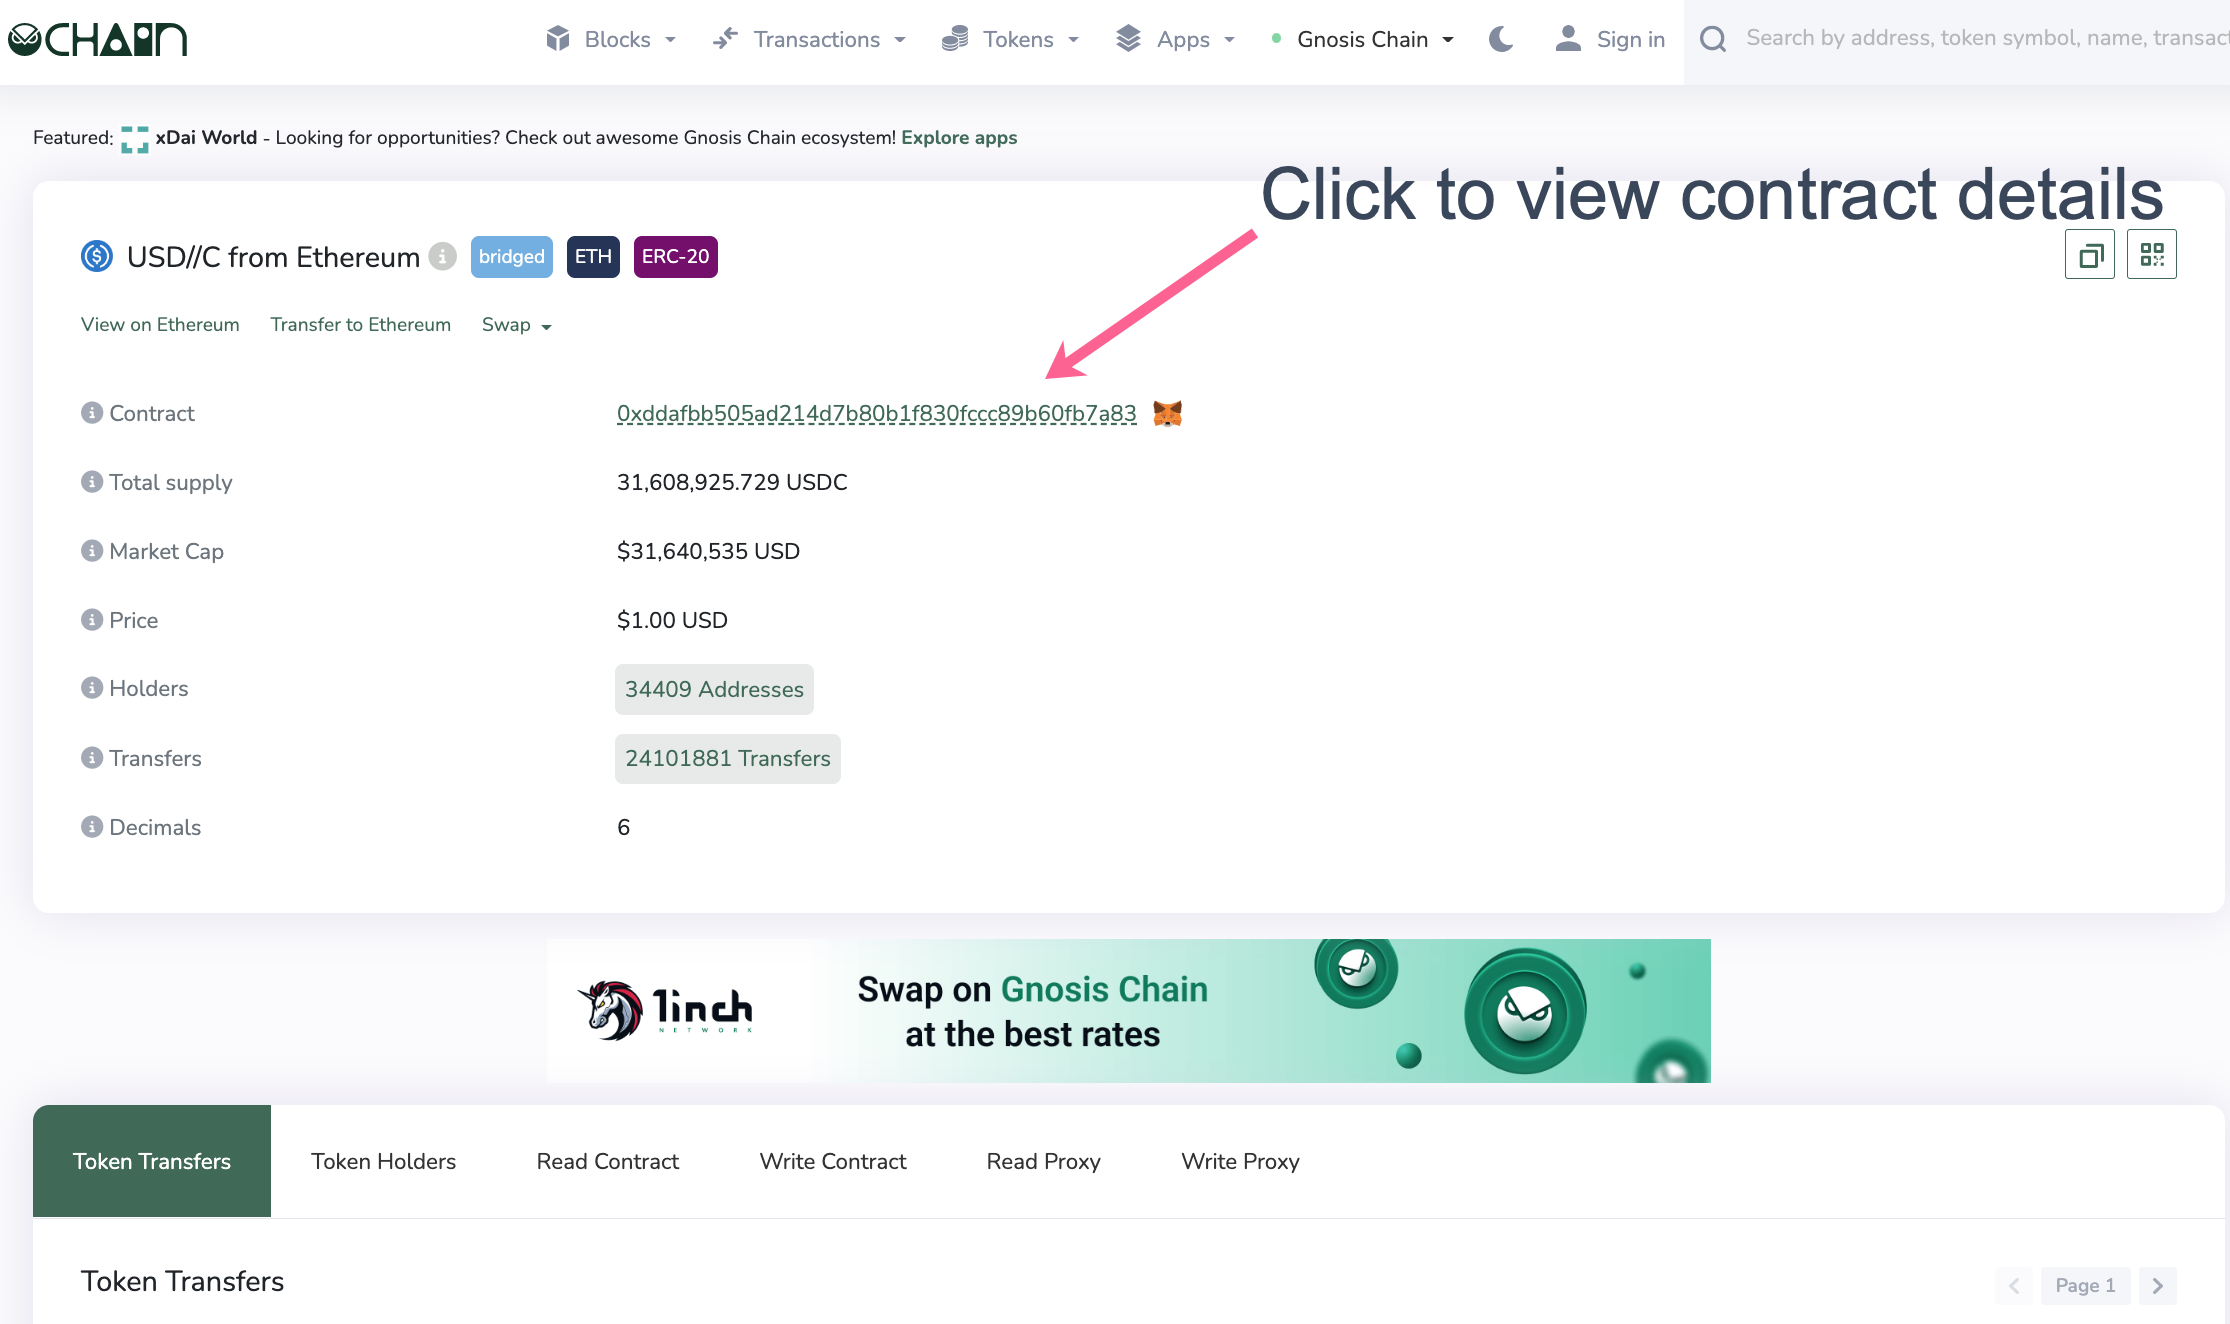 CHAIN
Blocks Transactions Tokens Apps Gnosis Chain Sign in Search by address, token symbol, name, transact
Featured: xDai World - Looking for opportunities? Check out awesome Gnosis Chain ecosystem! Explore apps
Click to view contract details
USD//C from Ethereum bridged ETH ERC-20
View on Ethereum Transfer to Ethereum Swap
Contract 0xddafbb505ad214d7b80b1f830fccc89b60fb7a83
Total supply 31,608,925.729 USDC
Market Cap $31,640,535 USD
Price $1.00 USD
Holders 34409 Addresses
Transfers 24101881 Transfers
Decimals 6
1inch
NETWORK
Swap on Gnosis Chain
at the best rates
Token Transfers Token Holders Read Contract Write Contract Read Proxy Write Proxy
Token Transfers
Page 1